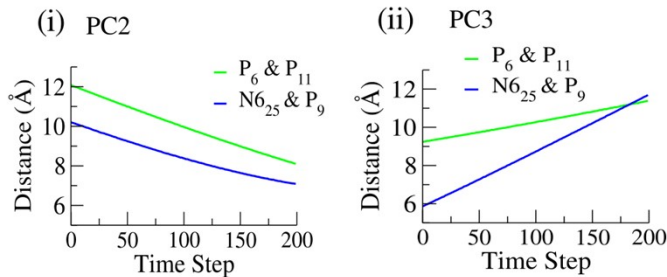 (i) PC2
P6 & P11
N625 & P9
Distance (Å)
12
10
8
6
0 50 100 150 200
Time Step
(ii) PC3
P6 & P11
N625 & P9
Distance (Å)
12
10
8
6
0 50 100 150 200
Time Step